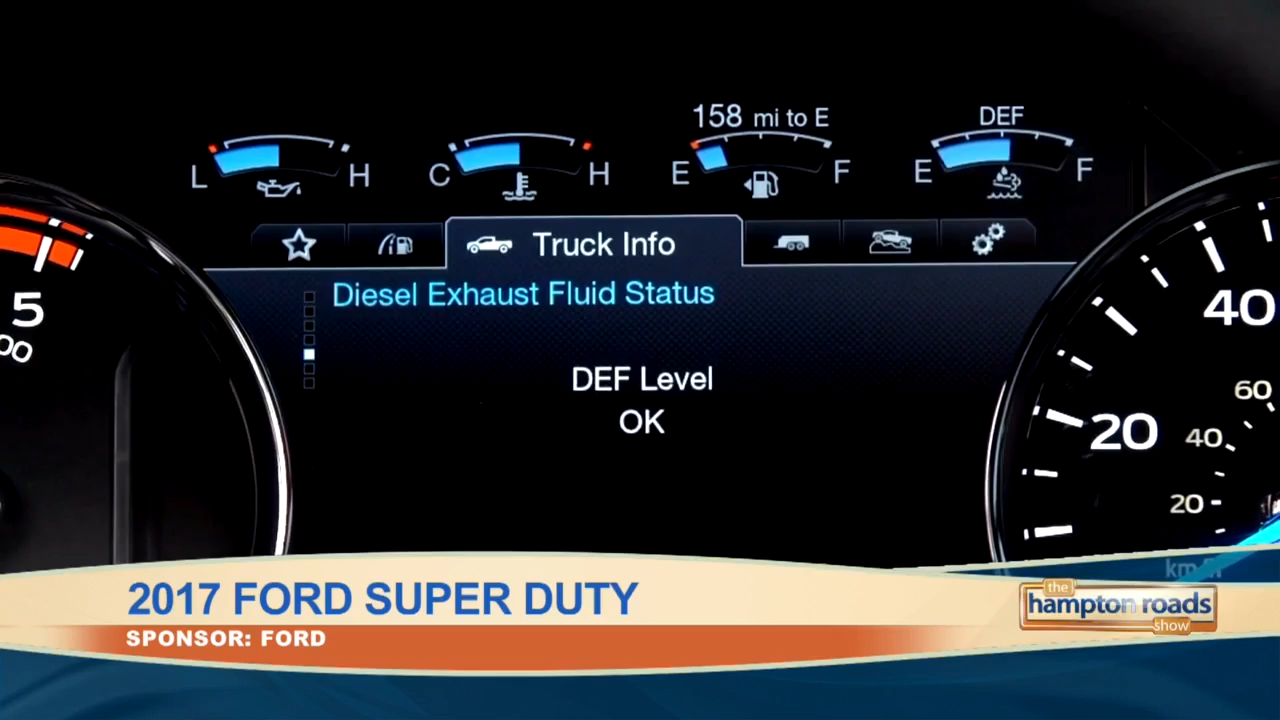 158 mi to E
DEF
L H
C H
E F
E F
Truck Info
Diesel Exhaust Fluid Status
DEF Level
OK
5
00
40
20
60
40
20
2017 FORD SUPER DUTY
SPONSOR: FORD
the
hampton roads
show